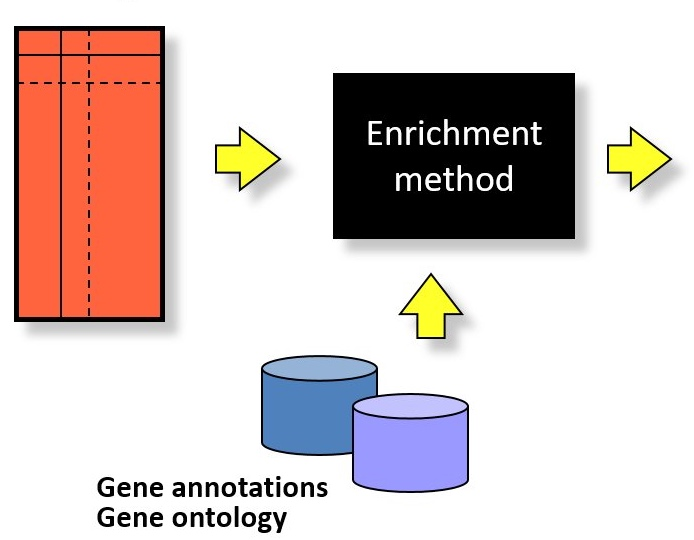 Enrichment
method
Gene annotations
Gene ontology